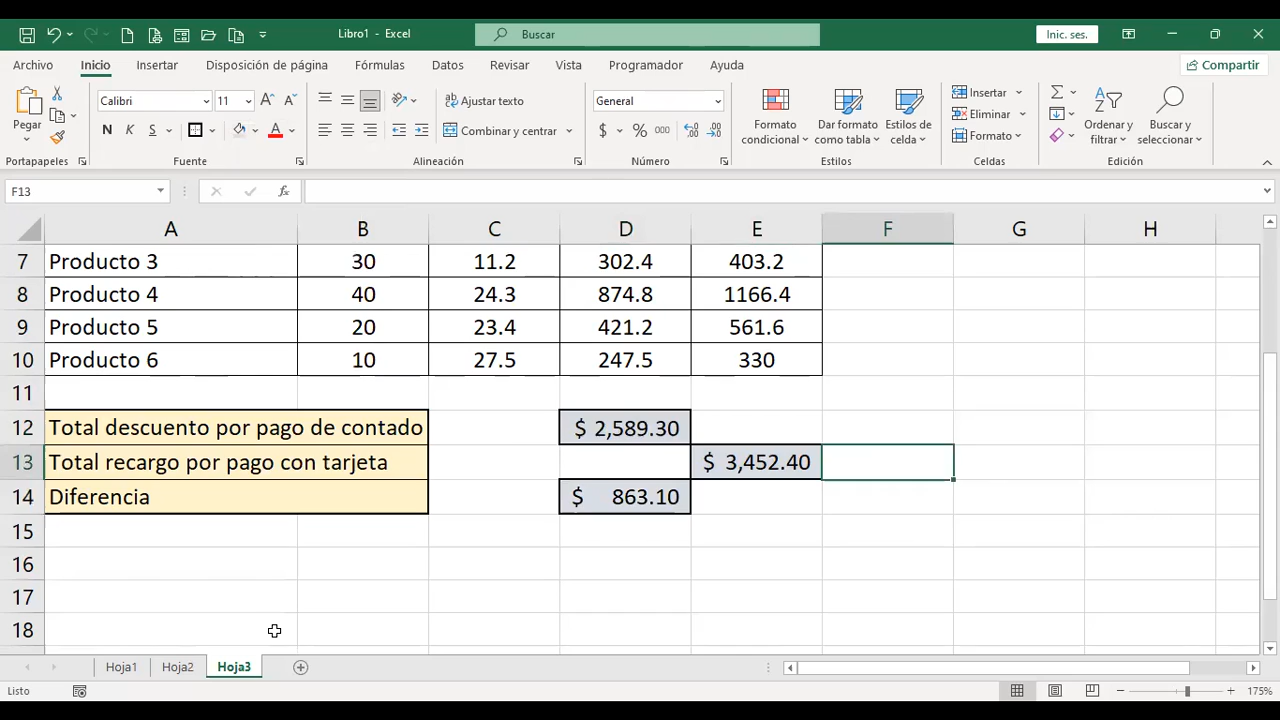 Libro1 - Excel
Buscar
Inic. ses.
Archivo Inicio Insertar Disposición de página Fórmulas Datos Revisar Vista Programador Ayuda
Compartir
Pegar
Calibri 11
N K S
A A
Ajustar texto
Combinar y centrar
General
$ % 000
Formato condicional
Dar formato como tabla
Estilos de celda
Insertar
Eliminar
Formato
Ordenar y filtrar
Buscar y seleccionar
Portapapeles Fuente Alineación Número Estilos Celdas Edición
F13
fx
A B C D E F G H
7 Producto 3 30 11.2 302.4 403.2
8 Producto 4 40 24.3 874.8 1166.4
9 Producto 5 20 23.4 421.2 561.6
10 Producto 6 10 27.5 247.5 330
11
12 Total descuento por pago de contado $ 2,589.30
13 Total recargo por pago con tarjeta $ 3,452.40
14 Diferencia $ 863.10
15
16
17
18
Hoja1 Hoja2 Hoja3
Listo
175%